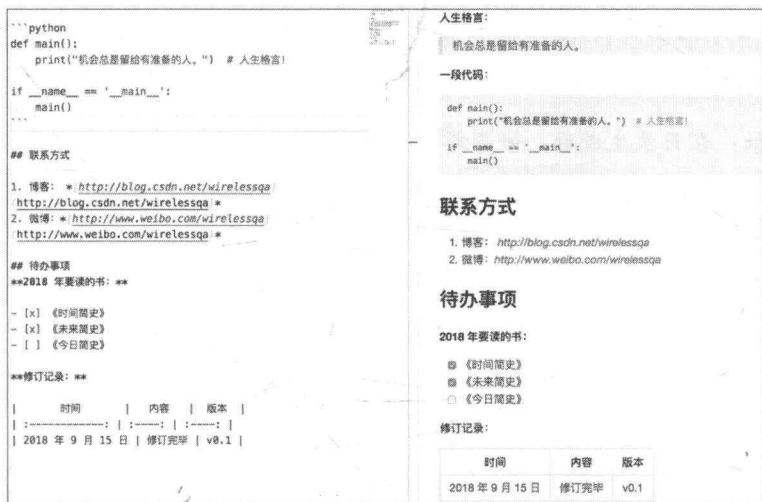 ```python
def main():
    print("机会总是留给有准备的人。")  # 人生格言!

if __name__ == '__main__':
    main()
```

## 联系方式

1. 博客： *[http://blog.csdn.net/wirelessqa]
(http://blog.csdn.net/wirelessqa)*
2. 微博：*[http://www.weibo.com/wirelessqa]
(http://www.weibo.com/wirelessqa)*

## 待办事项
**2018 年要读的书：**

- [x] 《时间简史》
- [x] 《未来简史》
- [ ] 《今日简史》

**修订记录：**

| 时间 | 内容 | 版本 |
| :------------: | :----: | :----: |
| 2018 年 9 月 15 日 | 修订完毕 | v0.1 |

人生格言：
机会总是留给有准备的人。
一段代码：
def main():
    print("机会总是留给有准备的人。")  # 人生格言!

if __name__ == '__main__':
    main()

联系方式
1. 博客： http://blog.csdn.net/wirelessqa
2. 微博：http://www.weibo.com/wirelessqa
待办事项
2018 年要读的书：
《时间简史》
《未来简史》
《今日简史》
修订记录：
时间 内容 版本
2018 年 9 月 15 日 修订完毕 v0.1